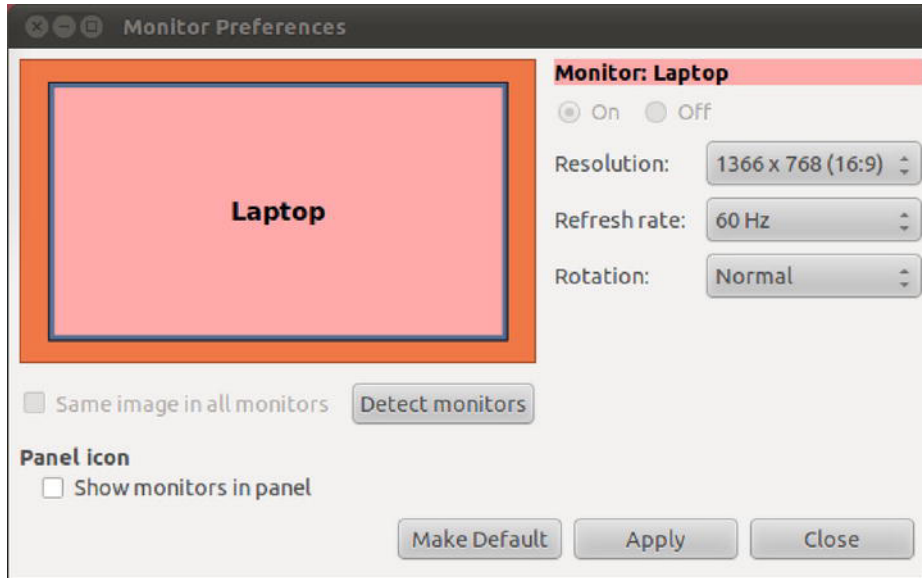 Monitor Preferences
Laptop
Monitor: Laptop
On Off
Resolution: 1366 x 768 (16:9)
Refresh rate: 60 Hz
Rotation: Normal
Same image in all monitors Detect monitors
Panel icon
Show monitors in panel
Make Default Apply Close